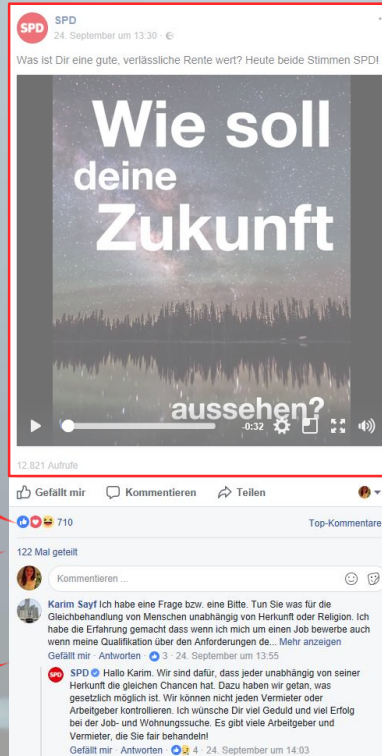 SPD
SPD
24. September um 13:30 ·
Was ist Dir eine gute, verlässliche Rente wert? Heute beide Stimmen SPD!
Wie soll
deine
Zukunft
aussehen?
-0:32
12.821 Aufrufe
Gefällt mir Kommentieren Teilen
710 Top-Kommentare
122 Mal geteilt
Kommentieren ...
Karim Sayf Ich habe eine Frage bzw. eine Bitte. Tun Sie was für die
Gleichbehandlung von Menschen unabhängig von Herkunft oder Religion. Ich
habe die Erfahrung gemacht dass wenn ich mich um einen Job bewerbe auch
wenn meine Qualifikation über den Anforderungen de... Mehr anzeigen
Gefällt mir · Antworten · 3 · 24. September um 13:55
SPD
SPD Hallo Karim. Wir sind dafür, dass jeder unabhängig von seiner
Herkunft die gleichen Chancen hat. Dazu haben wir getan, was
gesetzlich möglich ist. Wir können nicht jeden Vermieter oder
Arbeitgeber kontrollieren. Ich wünsche Dir viel Geduld und viel Erfolg
bei der Job- und Wohnungssuche. Es gibt viele Arbeitgeber und
Vermieter, die Sie fair behandeln!
Gefällt mir · Antworten · 4 · 24. September um 14:03